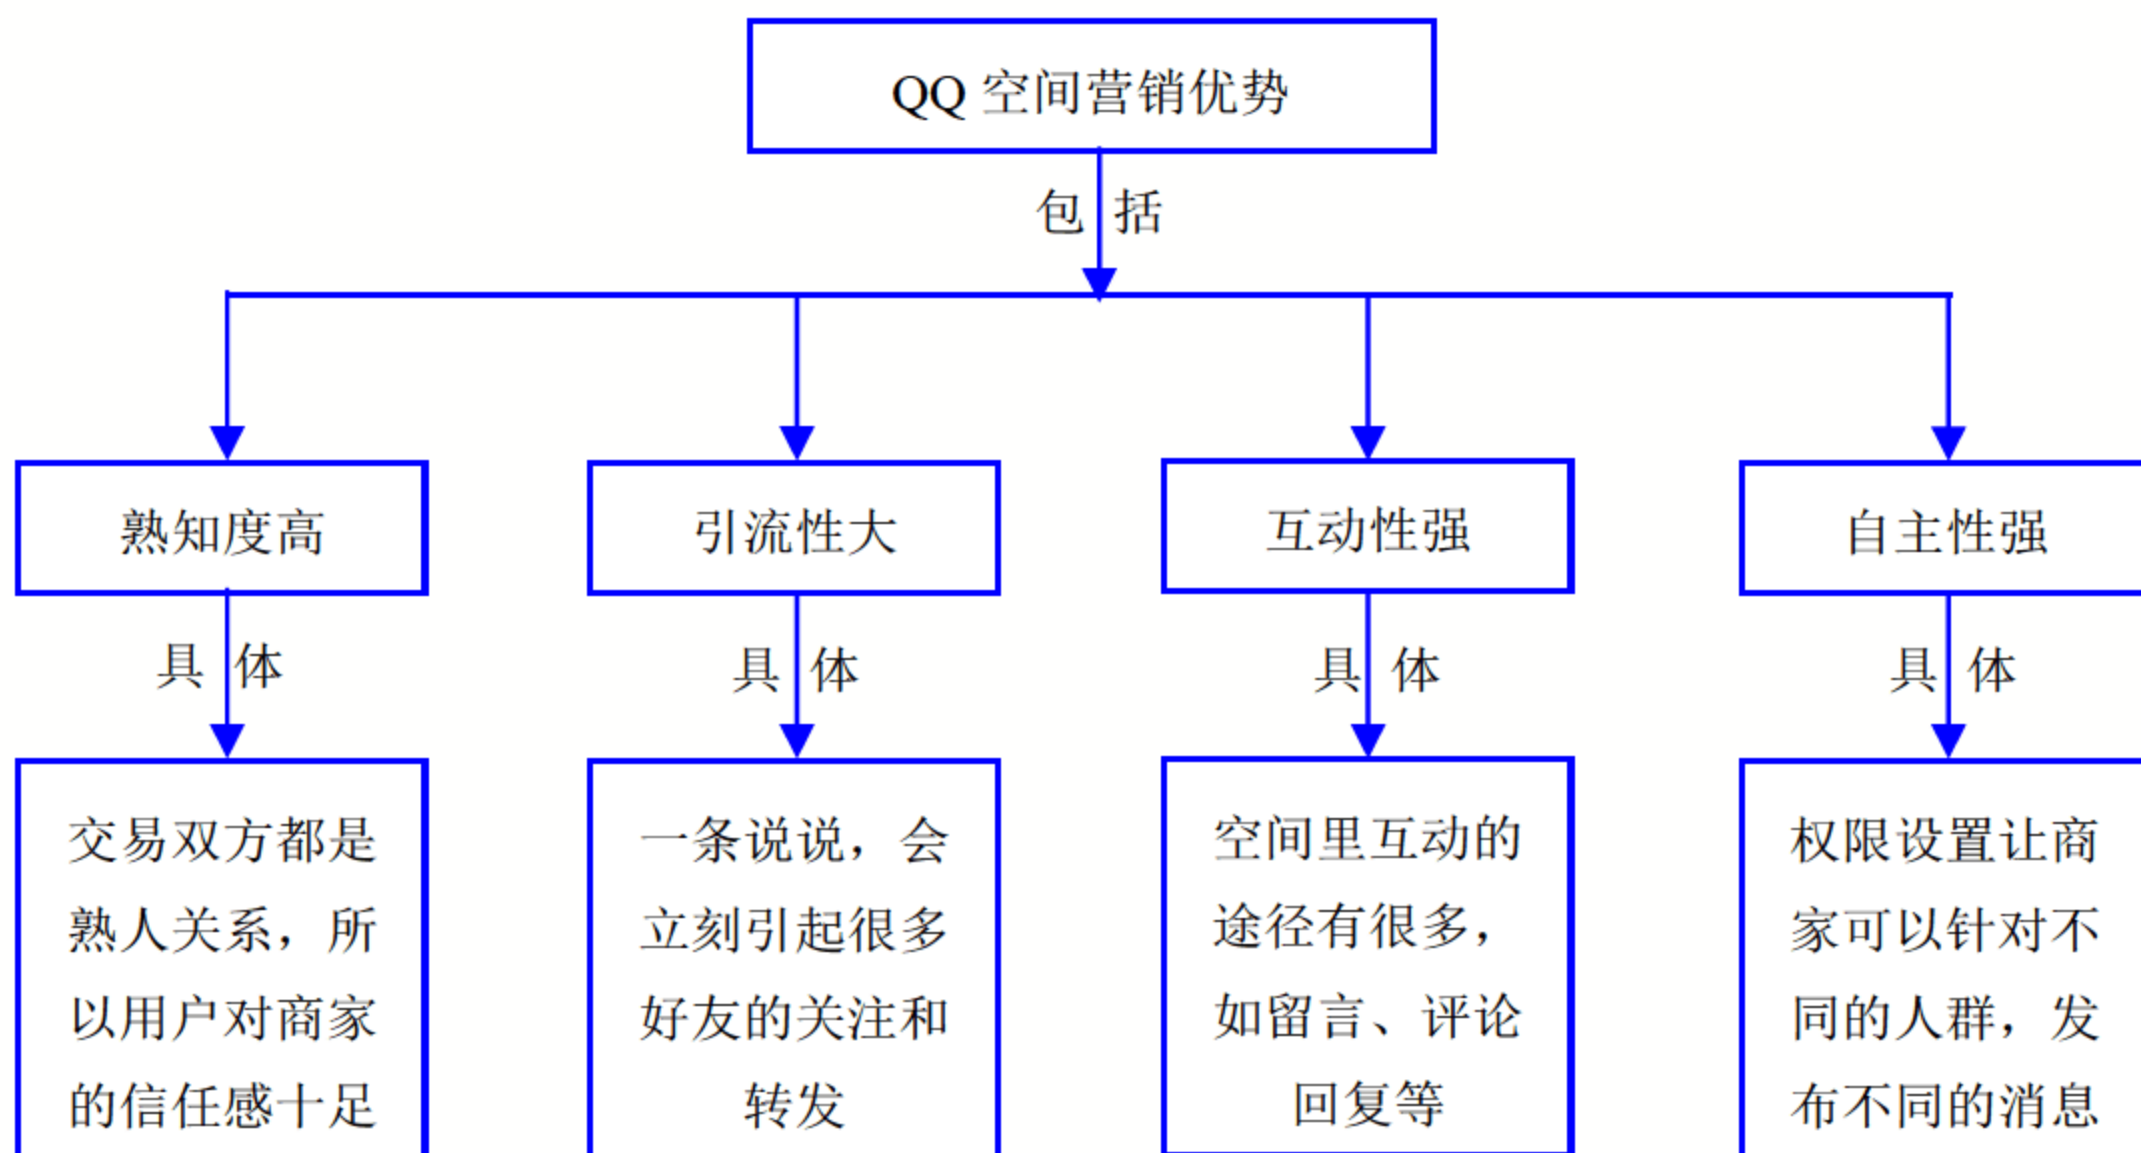 QQ 空间营销优势
包 括
熟知度高
引流性大
互动性强
自主性强
具 体
具 体
具 体
具 体
交易双方都是
熟人关系，所
以用户对商家
的信任感十足
一条说说，会
立刻引起很多
好友的关注和
转发
空间里互动的
途径有很多，
如留言、评论
回复等
权限设置让商
家可以针对不
同的人群，发
布不同的消息